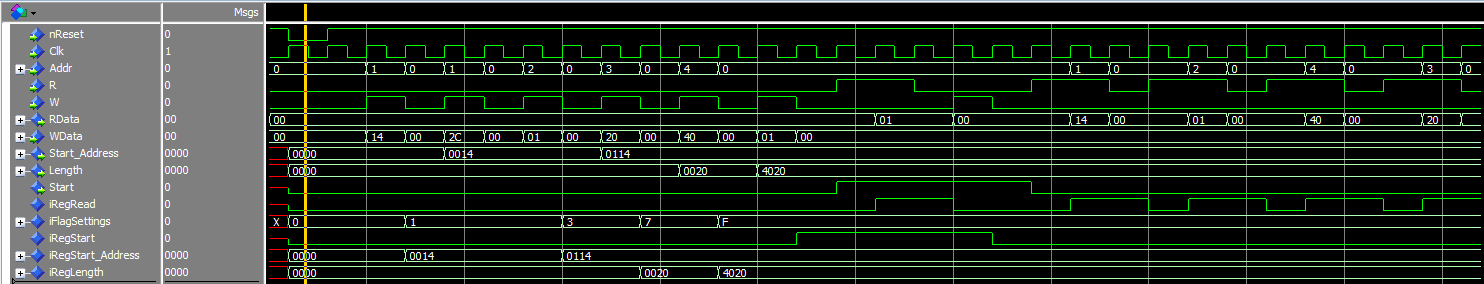 Msgs
nReset 0
Clk 1
Addr 0 0 1 0 1 0 2 0 3 0 4 0 1 0 2 0 4 0 3 0
R 0
W 0
RData 00 00 01 00 14 00 01 00 40 00 20
WData 00 00 14 00 2C 00 01 00 20 00 40 00 01 00
Start_Address 0000 0000 0014 0114
Length 0000 0000 0020 4020
Start 0
iRegRead 0
iFlagSettings 0 X 0 1 3 7 F
iRegStart 0
iRegStart_Address 0000 0000 0014 0114
iRegLength 0000 0000 0020 4020